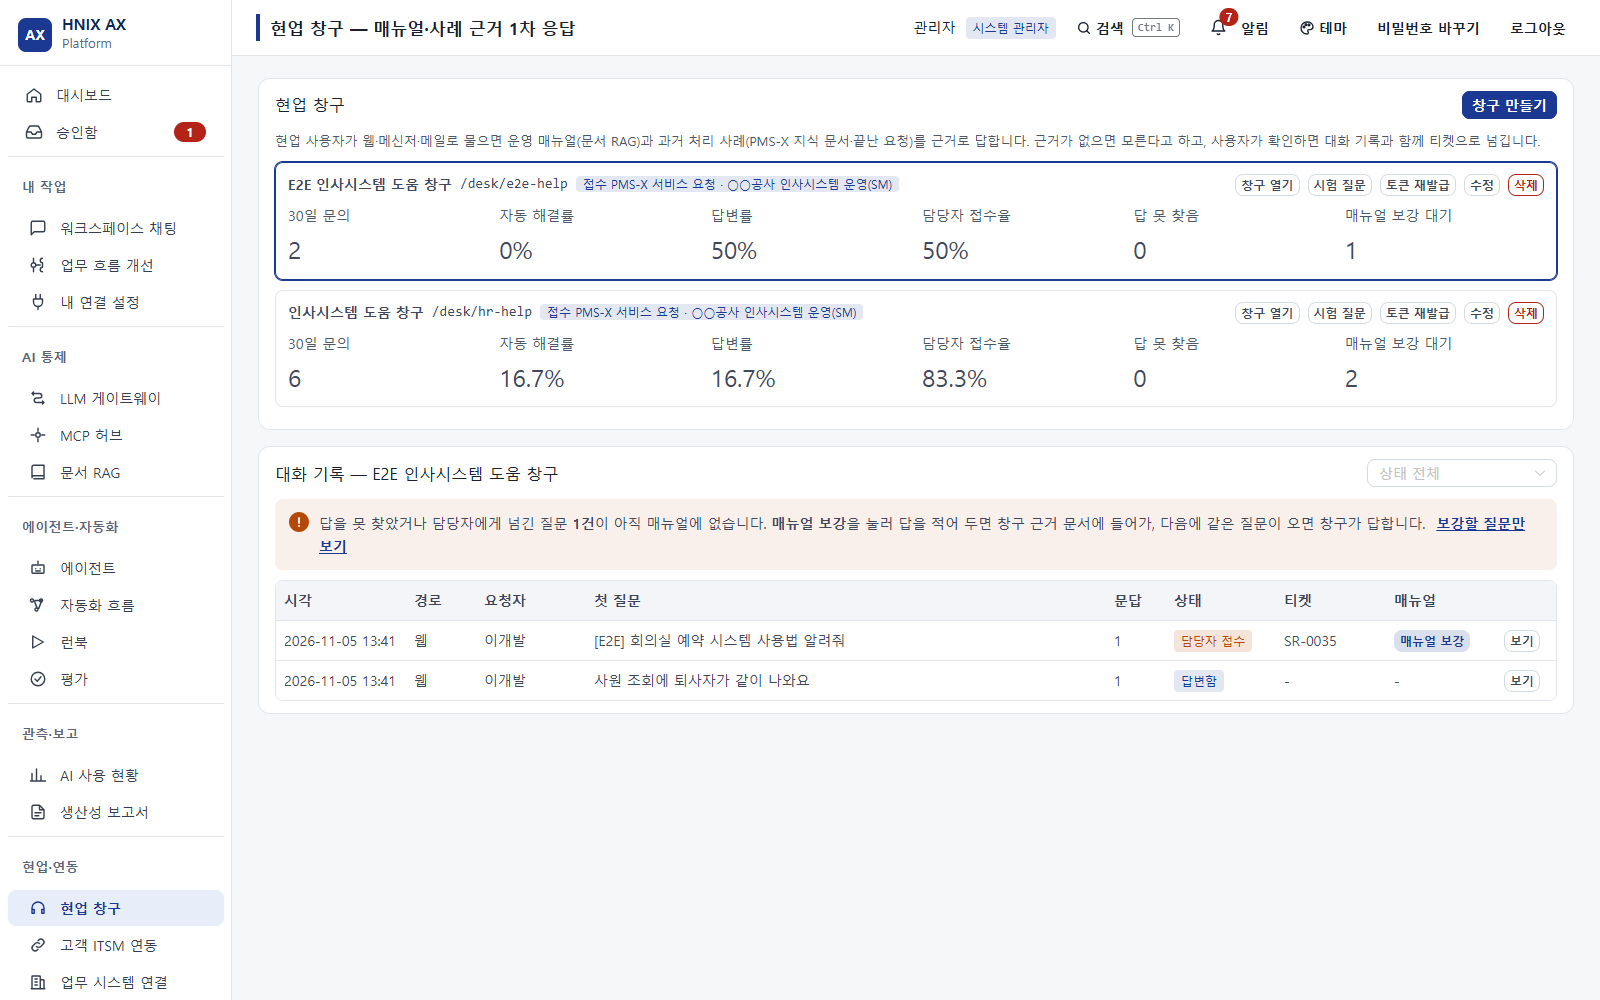 AX
HNIX AX
Platform
대시보드
승인함
1
내 작업
워크스페이스 채팅
업무 흐름 개선
내 연결 설정
AI 통제
LLM 게이트웨이
MCP 허브
문서 RAG
에이전트·자동화
에이전트
자동화 흐름
런북
평가
관측·보고
AI 사용 현황
생산성 보고서
현업·연동
현업 창구
고객 ITSM 연동
업무 시스템 연결
현업 창구 — 매뉴얼·사례 근거 1차 응답
관리자 시스템 관리자 검색 Ctrl K 7 알림 테마 비밀번호 바꾸기 로그아웃
현업 창구 창구 만들기
현업 사용자가 웹·메신저·메일로 물으면 운영 매뉴얼(문서 RAG)과 과거 처리 사례(PMS-X 지식 문서·끝난 요청)를 근거로 답합니다. 근거가 없으면 모른다고 하고, 사용자가 확인하면 대화 기록과 함께 티켓으로 넘깁니다.
E2E 인사시스템 도움 창구 /desk/e2e-help 접수 PMS-X 서비스 요청 · ○○공사 인사시스템 운영(SM) 창구 열기 시험 질문 토큰 재발급 수정 삭제
30일 문의 자동 해결률 답변률 담당자 접수율 답 못 찾음 매뉴얼 보강 대기
2 0% 50% 50% 0 1
인사시스템 도움 창구 /desk/hr-help 접수 PMS-X 서비스 요청 · ○○공사 인사시스템 운영(SM) 창구 열기 시험 질문 토큰 재발급 수정 삭제
30일 문의 자동 해결률 답변률 담당자 접수율 답 못 찾음 매뉴얼 보강 대기
6 16.7% 16.7% 83.3% 0 2
대화 기록 — E2E 인사시스템 도움 창구 상태 전체
답을 못 찾았거나 담당자에게 넘긴 질문 1건이 아직 매뉴얼에 없습니다. 매뉴얼 보강을 눌러 답을 적어 두면 창구 근거 문서에 들어가, 다음에 같은 질문이 오면 창구가 답합니다. 보강할 질문만
보기
시각 경로 요청자 첫 질문 문답 상태 티켓 매뉴얼
2026-11-05 13:41 웹 이개발 [E2E] 회의실 예약 시스템 사용법 알려줘 1 담당자 접수 SR-0035 매뉴얼 보강 보기
2026-11-05 13:41 웹 이개발 사원 조회에 퇴사자가 같이 나와요 1 답변함 - - 보기